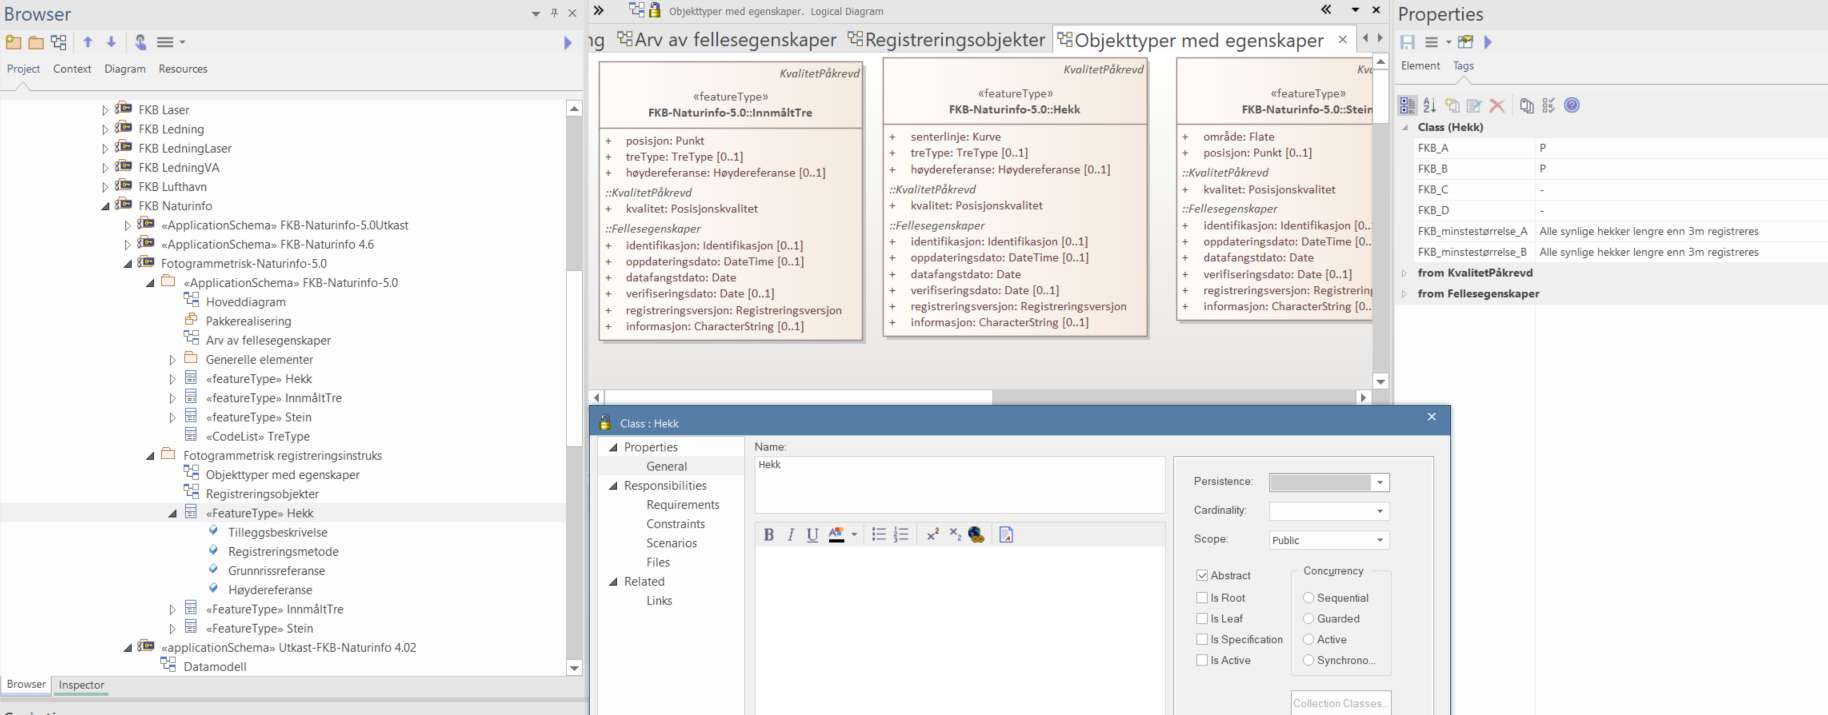 Browser
Project
Context
Diagram
Resources
FKB Laser
FKB Ledning
FKB LedningLaser
FKB LedningVA
FKB Lufthavn
FKB Naturinfo
«ApplicationSchema» FKB-Naturinfo-5.0Utkast
«ApplicationSchema» FKB-Naturinfo 4.6
Fotogrammetrisk-Naturinfo-5.0
«ApplicationSchema» FKB-Naturinfo-5.0
Hoveddiagram
Pakkerealisering
Arv av fellesegenskaper
Generelle elementer
«featureType» Hekk
«featureType» InnmåltTre
«featureType» Stein
«CodeList» TreType
Fotogrammetrisk registreringsinstruks
Objekttyper med egenskaper
Registreringsobjekter
«FeatureType» Hekk
Tilleggsbeskrivelse
Registreringsmetode
Grunnrissreferanse
Høydereferanse
«FeatureType» InnmåltTre
«FeatureType» Stein
«applicationSchema» Utkast-FKB-Naturinfo 4.02
Datamodell
Browser
Inspector
Objekttyper med egenskaper. Logical Diagram
ng
Arv av fellesegenskaper
Registreringsobjekter
Objekttyper med egenskaper
KvalitetPåkrevd
«featureType»
FKB-Naturinfo-5.0::InnmåltTre
+ posisjon: Punkt
+ treType: TreType [0..1]
+ høydereferanse: Høydereferanse [0..1]
::KvalitetPåkrevd
+ kvalitet: Posisjonskvalitet
::Fellesegenskaper
+ identifikasjon: Identifikasjon [0..1]
+ oppdateringsdato: DateTime [0..1]
+ datafangstdato: Date
+ verifiseringsdato: Date [0..1]
+ registreringsversjon: Registreringsversjon
+ informasjon: CharacterString [0..1]
KvalitetPåkrevd
«featureType»
FKB-Naturinfo-5.0::Hekk
+ senterlinje: Kurve
+ treType: TreType [0..1]
+ høydereferanse: Høydereferanse [0..1]
::KvalitetPåkrevd
+ kvalitet: Posisjonskvalitet
::Fellesegenskaper
+ identifikasjon: Identifikasjon [0..1]
+ oppdateringsdato: DateTime [0..1]
+ datafangstdato: Date
+ verifiseringsdato: Date [0..1]
+ registreringsversjon: Registreringsversjon
+ informasjon: CharacterString [0..1]
Kva
«featureType»
FKB-Naturinfo-5.0::Stein
+ område: Flate
+ posisjon: Punkt [0..1]
::KvalitetPåkrevd
+ kvalitet: Posisjonskvalitet
::Fellesegenskaper
+ identifikasjon: Identifikasjon [0..
+ oppdateringsdato: DateTime [0..
+ datafangstdato: Date
+ verifiseringsdato: Date [0..1]
+ registreringsversjon: Registrering
+ informasjon: CharacterString [0..
Class : Hekk
Properties
General
Responsibilities
Requirements
Constraints
Scenarios
Files
Related
Links
Name:
Hekk
B I U A
Persistence:
Cardinality:
Scope: Public
Abstract
Is Root
Is Leaf
Is Specification
Is Active
Concurrency
Sequential
Guarded
Active
Synchrono...
Collection Classes...
Properties
Element
Tags
Class (Hekk)
FKB_A P
FKB_B P
FKB_C -
FKB_D -
FKB_minstestørrelse_A Alle synlige hekker lengre enn 3m registreres
FKB_minstestørrelse_B Alle synlige hekker lengre enn 3m registreres
from KvalitetPåkrevd
from Fellesegenskaper